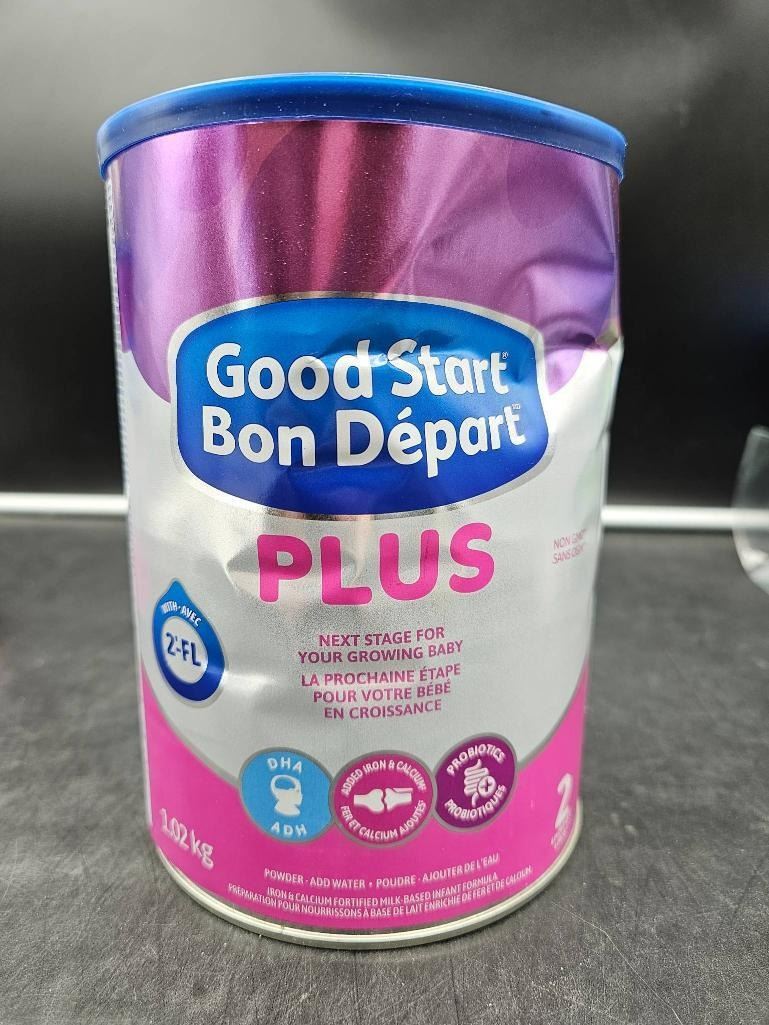 Good Start®
Bon Départ
PLUS
NON GMO
SANS OGM
WITH · AVEC
2'-FL
NEXT STAGE FOR
YOUR GROWING BABY
LA PROCHAINE ÉTAPE
POUR VOTRE BÉBÉ
EN CROISSANCE
DHA
ADH
ADDED IRON & CALCIUM
FER ET CALCIUM AJOUTÉS
PROBIOTICS
PROBIOTIQUES
2
1.02 kg
POWDER · ADD WATER • POUDRE · AJOUTER DE L'EAU
IRON & CALCIUM FORTIFIED MILK-BASED INFANT FORMULA
PRÉPARATION POUR NOURRISSONS À BASE DE LAIT ENRICHIE DE FER ET DE CALCIUM